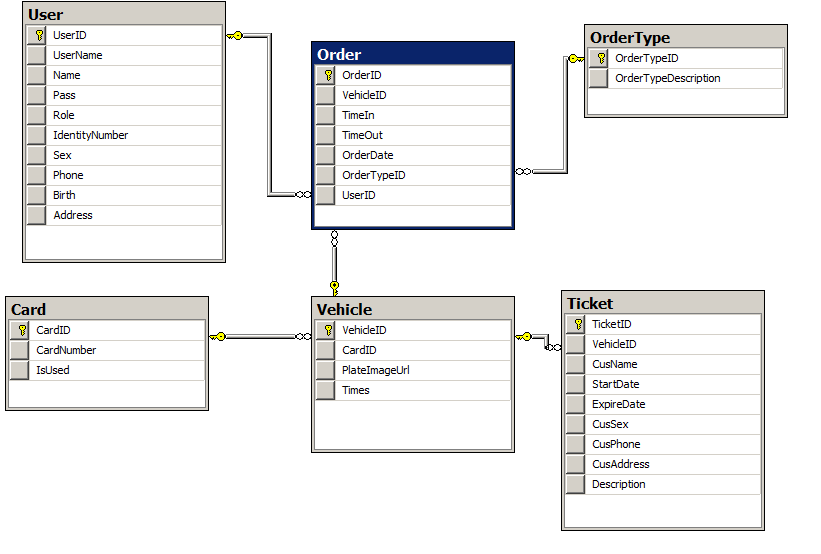 User
UserID
UserName
Name
Pass
Role
IdentityNumber
Sex
Phone
Birth
Address
Order
OrderID
VehicleID
TimeIn
TimeOut
OrderDate
OrderTypeID
UserID
OrderType
OrderTypeID
OrderTypeDescription
Card
CardID
CardNumber
IsUsed
Vehicle
VehicleID
CardID
PlateImageUrl
Times
Ticket
TicketID
VehicleID
CusName
StartDate
ExpireDate
CusSex
CusPhone
CusAddress
Description